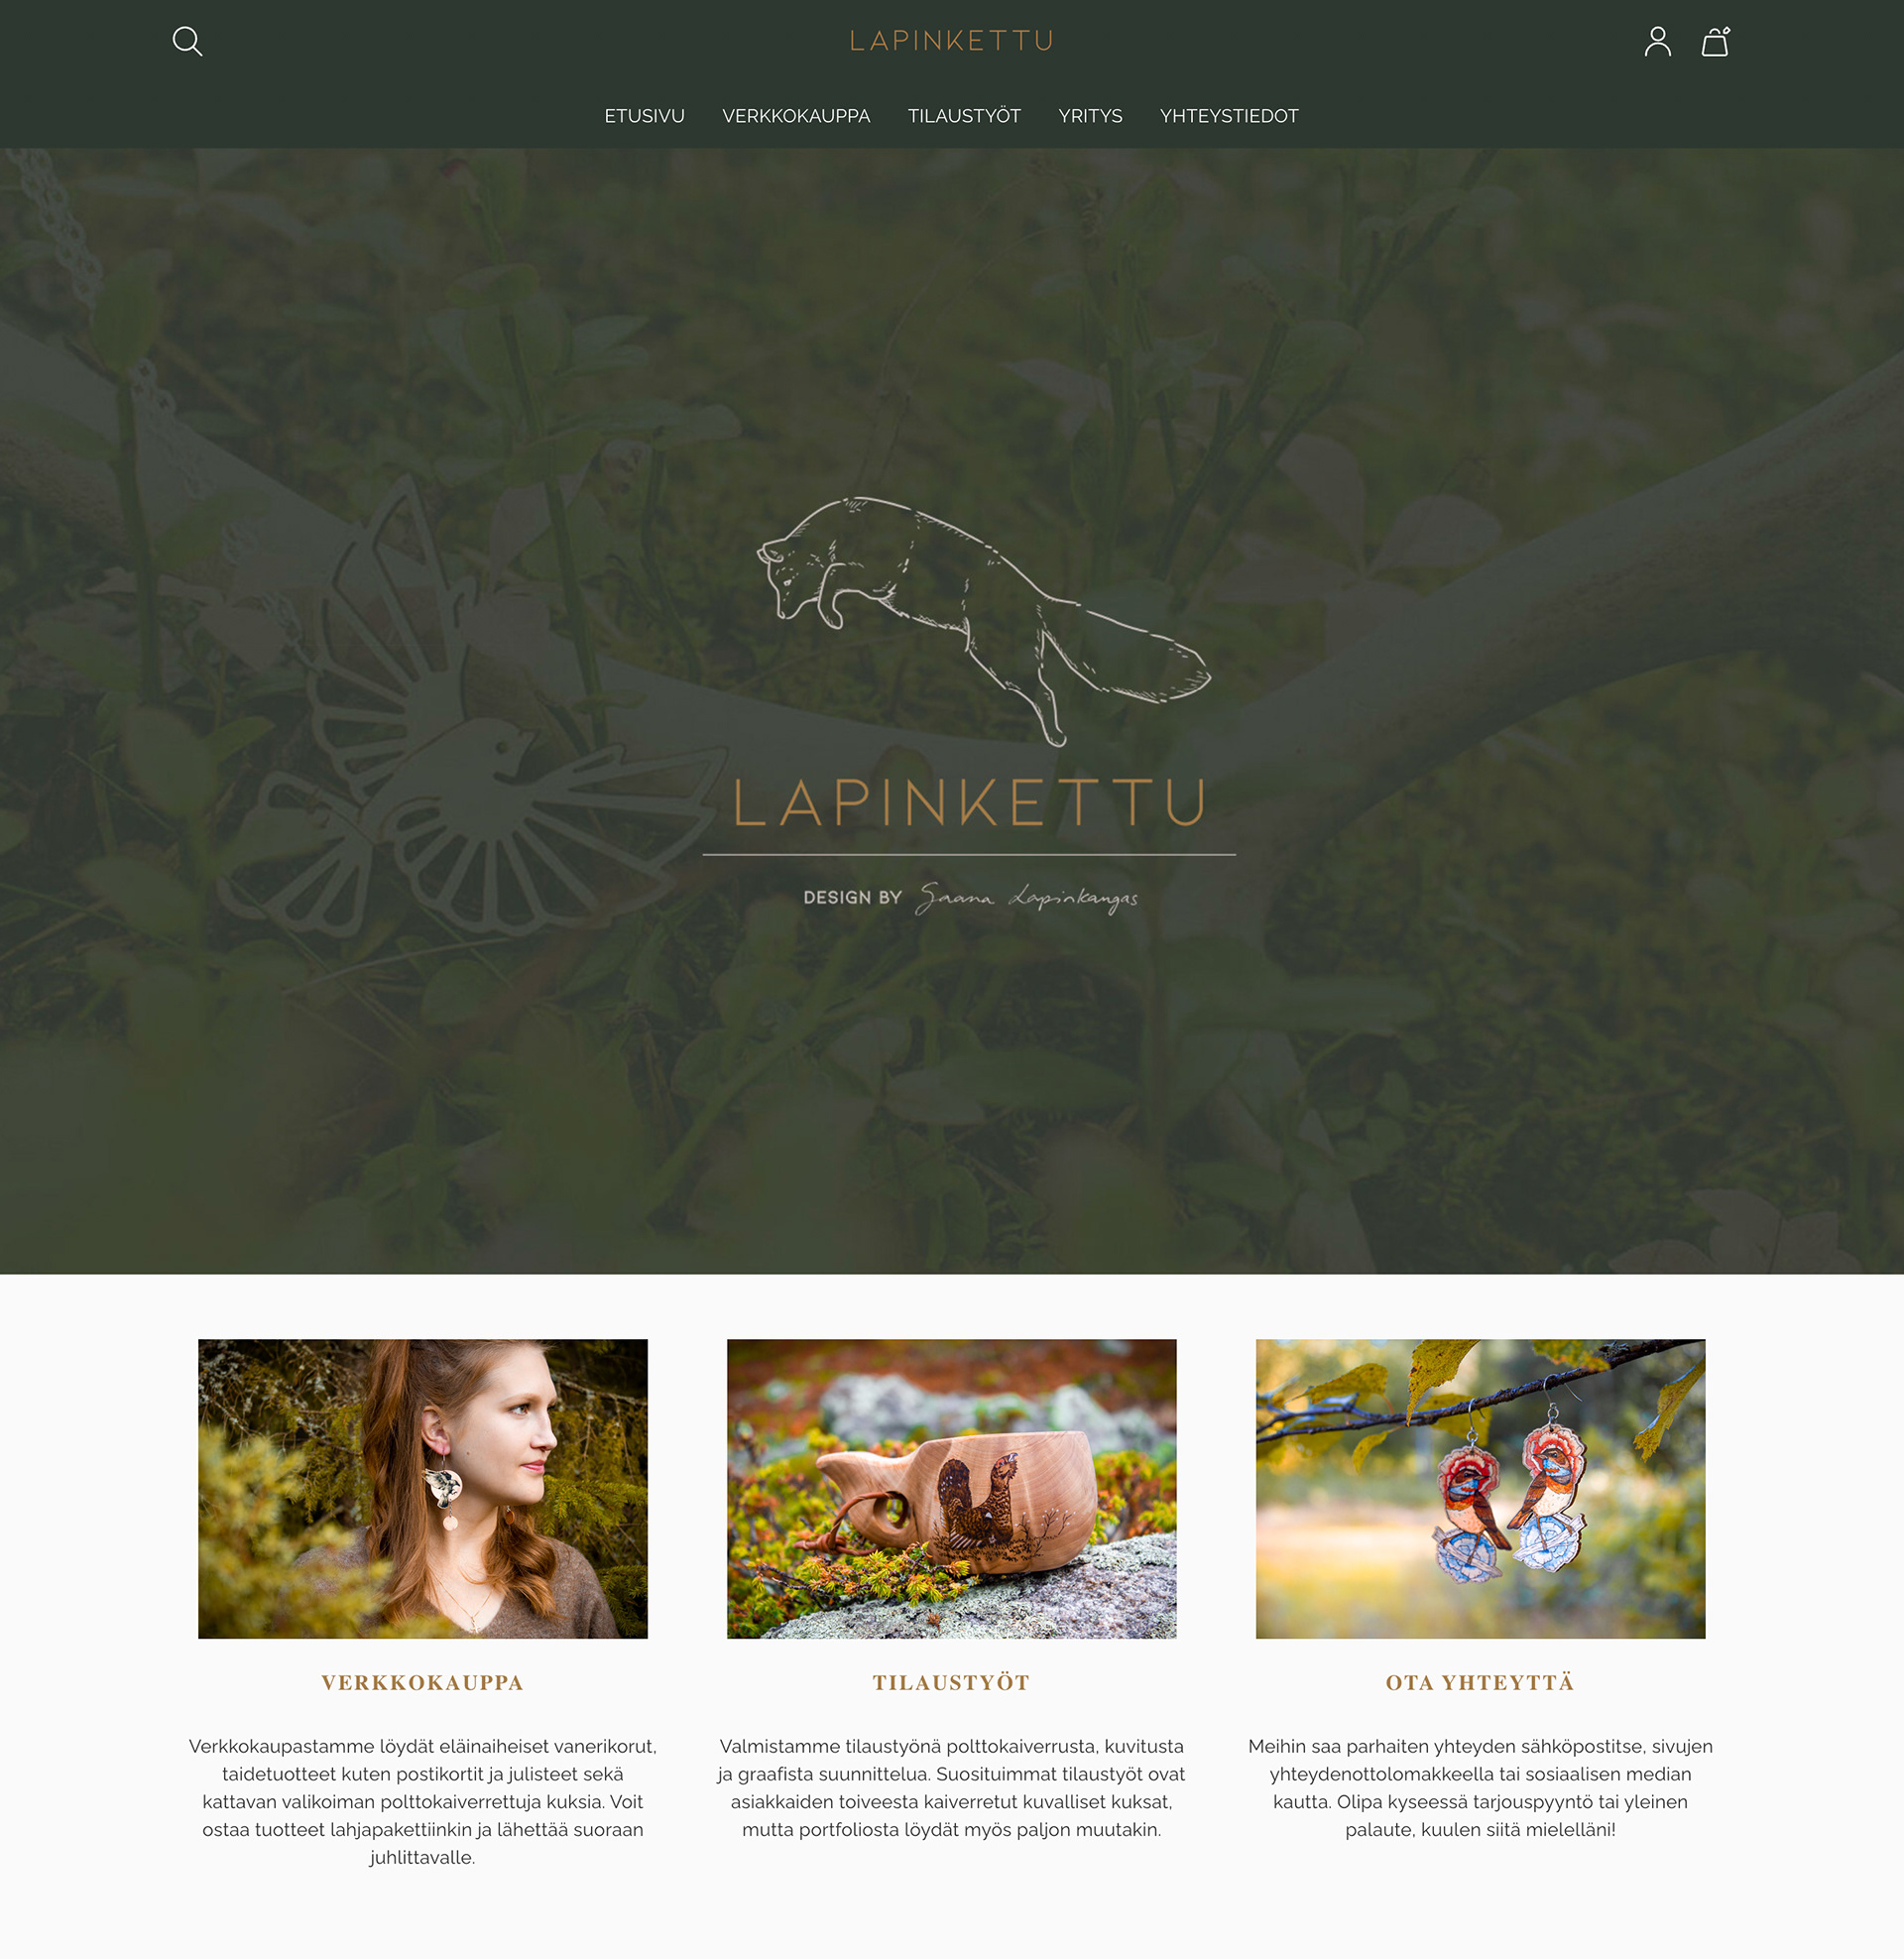 LAPINKETTU
ETUSIVU VERKKOKAUPPA TILAUSTYÖT YRITYS YHTEYSTIEDOT
LAPINKETTU
DESIGN BY Saana Lapinkangas
VERKKOKAUPPA
Verkkokaupastamme löydät eläinaiheiset vanerikorut,
taidetuotteet kuten postikortit ja julisteet sekä
kattavan valikoiman polttokaiverrettuja kuksia. Voit
ostaa tuotteet lahjapakettiinkin ja lähettää suoraan
juhlittavalle.
TILAUSTYÖT
Valmistamme tilaustyönä polttokaiverrusta, kuvitusta
ja graafista suunnittelua. Suosituimmat tilaustyöt ovat
asiakkaiden toiveesta kaiverretut kuvalliset kuksat,
mutta portfoliosta löydät myös paljon muutakin.
OTA YHTEYTTÄ
Meihin saa parhaiten yhteyden sähköpostitse, sivujen
yhteydenottolomakkeella tai sosiaalisen median
kautta. Olipa kyseessä tarjouspyyntö tai yleinen
palaute, kuulen siitä mielelläni!